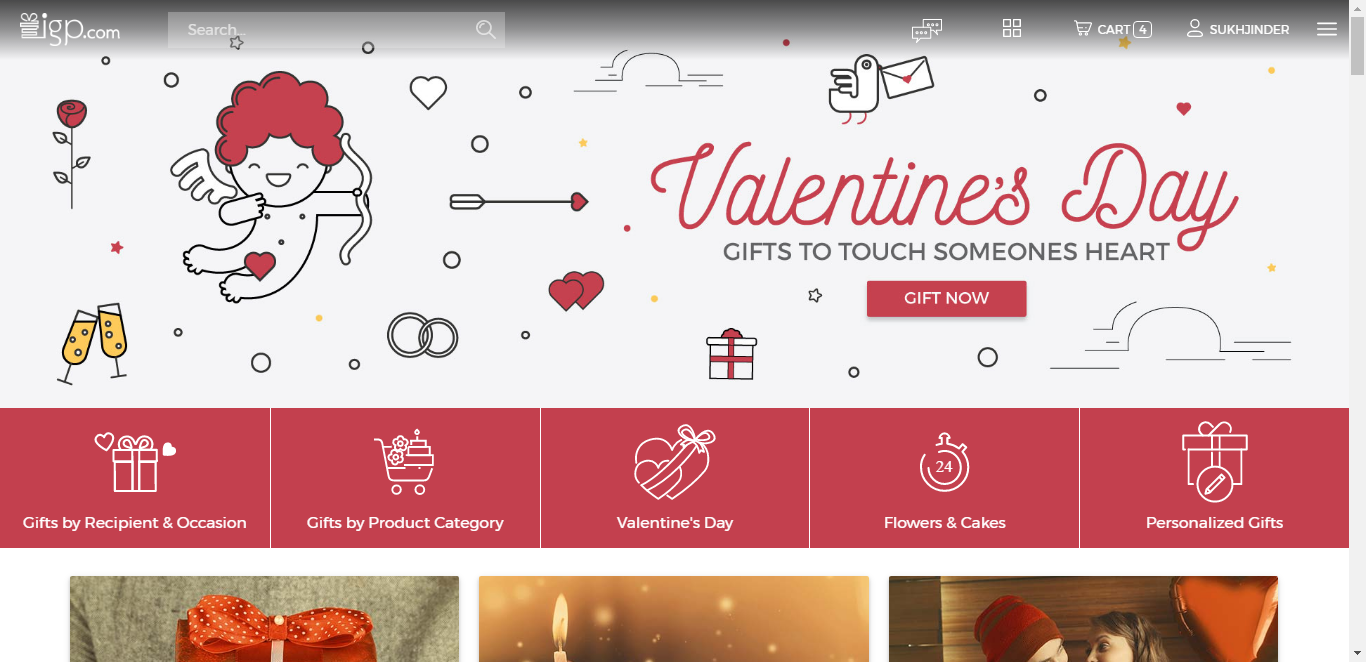 igp.com
Search...
CART 4
SUKHJINDER
Valentine's Day
GIFTS TO TOUCH SOMEONES HEART
GIFT NOW
24
Gifts by Recipient & Occasion
Gifts by Product Category
Valentine's Day
Flowers & Cakes
Personalized Gifts